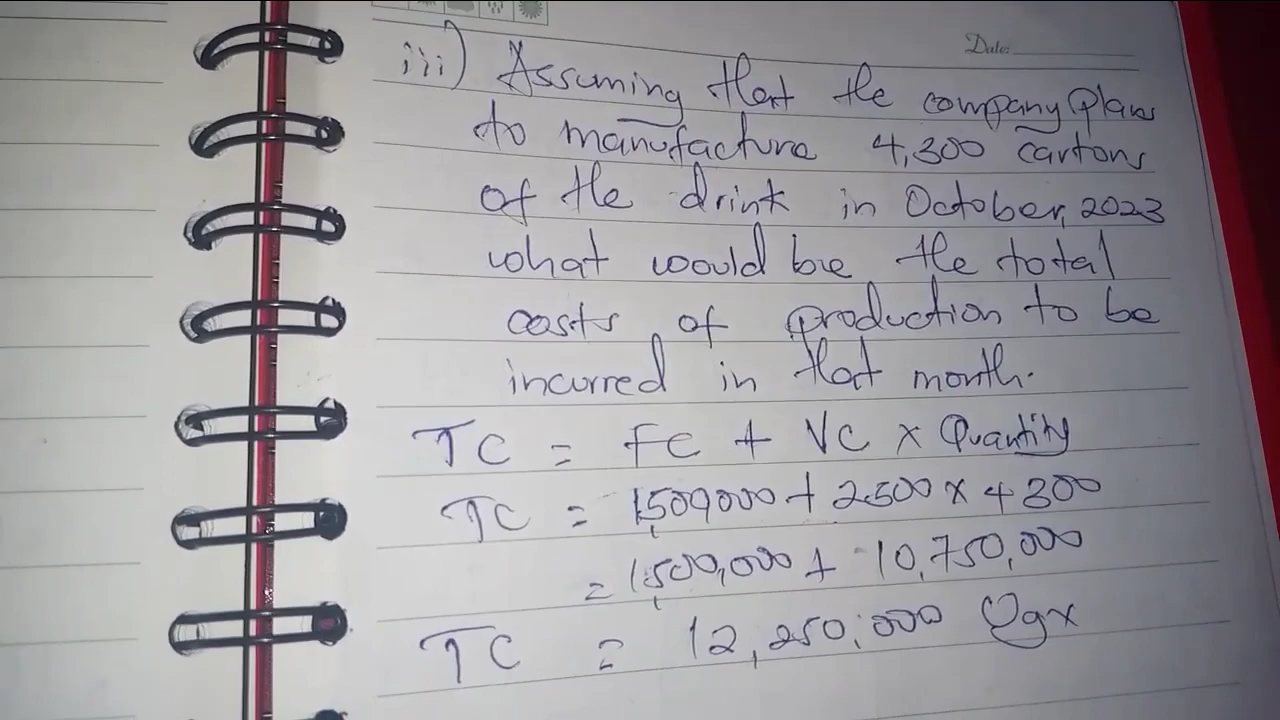 Date:
iii) Assuming that the company plans
to manufacture 4,300 cartons
of the drink in October, 2023
what would be the total
costs of production to be
incurred in that month.
TC = FC + VC x Quantity
TC = 1,500,000 + 2,500 x 4300
= 1,500,000 + 10,750,000
TC = 12,250,000 Ugx